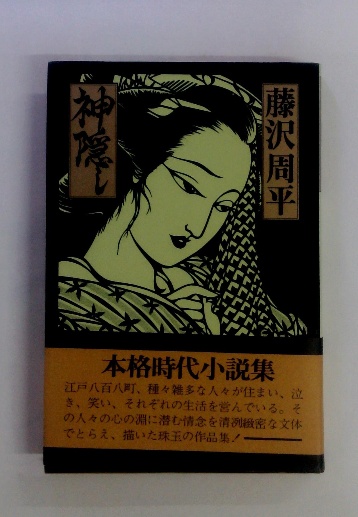 藤沢周平
神隠し
本格時代小説集
江戸八百八町、種々雑多な人々が住まい、泣
き、笑い、それぞれの生活を営んでいる。そ
の人々の心の淵に潜む情念を清冽緻密な文体
でとらえ、描いた珠玉の作品集！